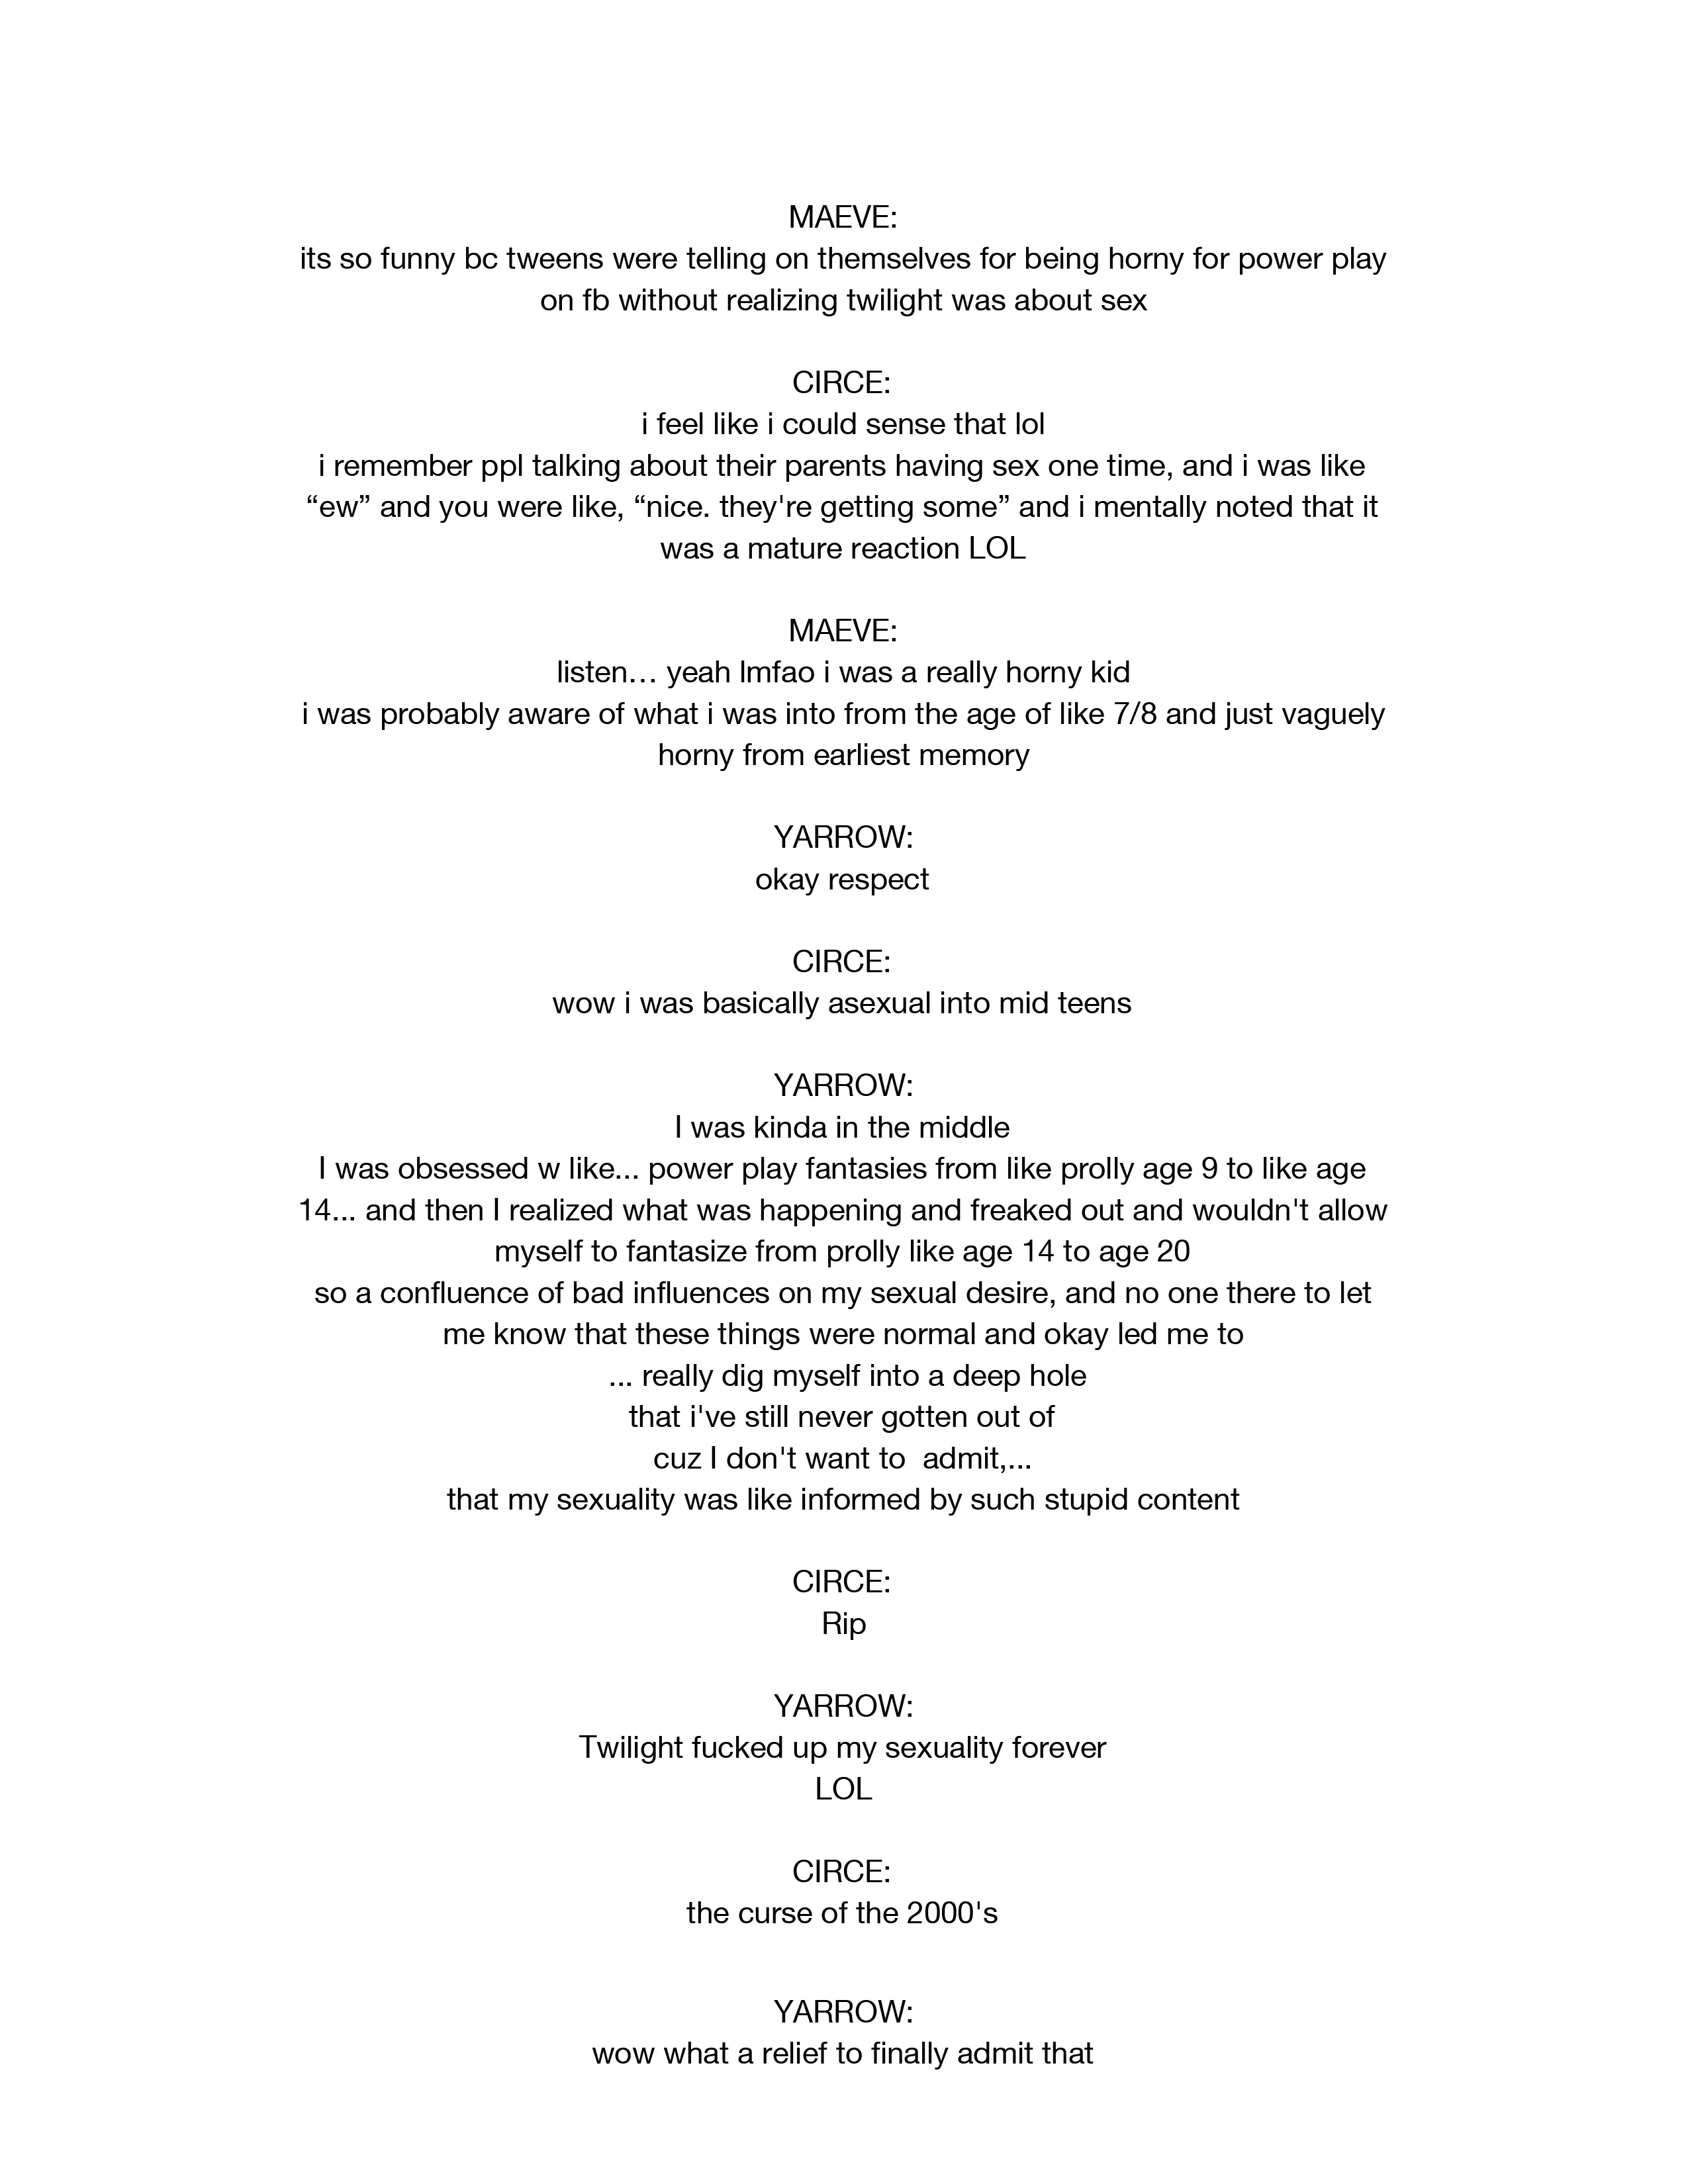 MAEVE:
its so funny bc tweens were telling on themselves for being horny for power play
on fb without realizing twilight was about sex
CIRCE:
i feel like i could sense that lol
i remember ppl talking about their parents having sex one time, and i was like
“ew” and you were like, “nice. they're getting some” and i mentally noted that it
was a mature reaction LOL
MAEVE:
listen… yeah lmfao i was a really horny kid
i was probably aware of what i was into from the age of like 7/8 and just vaguely
horny from earliest memory
YARROW:
okay respect
CIRCE:
wow i was basically asexual into mid teens
YARROW:
I was kinda in the middle
I was obsessed w like... power play fantasies from like prolly age 9 to like age
14... and then I realized what was happening and freaked out and wouldn't allow
myself to fantasize from prolly like age 14 to age 20
so a confluence of bad influences on my sexual desire, and no one there to let
me know that these things were normal and okay led me to
... really dig myself into a deep hole
that i've still never gotten out of
cuz I don't want to  admit,...
that my sexuality was like informed by such stupid content
CIRCE:
Rip
YARROW:
Twilight fucked up my sexuality forever
LOL
CIRCE:
the curse of the 2000's
YARROW:
wow what a relief to finally admit that